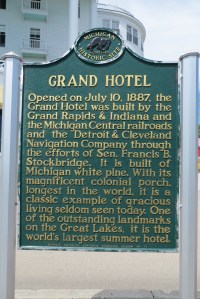 MICHIGAN
HISTORIC SITE
GRAND HOTEL
Opened on July 10, 1887, the
Grand Hotel was built by the
Grand Rapids & Indiana and
the Michigan Central railroads
and the Detroit & Cleveland
Navigation Company through
the efforts of Sen. Francis B.
Stockbridge. It is built of
Michigan white pine. With its
magnificent colonial porch,
longest in the world, it is a
classic example of gracious
living seldom seen today. One
of the outstanding landmarks
on the Great Lakes, it is the
world's largest summer hotel.